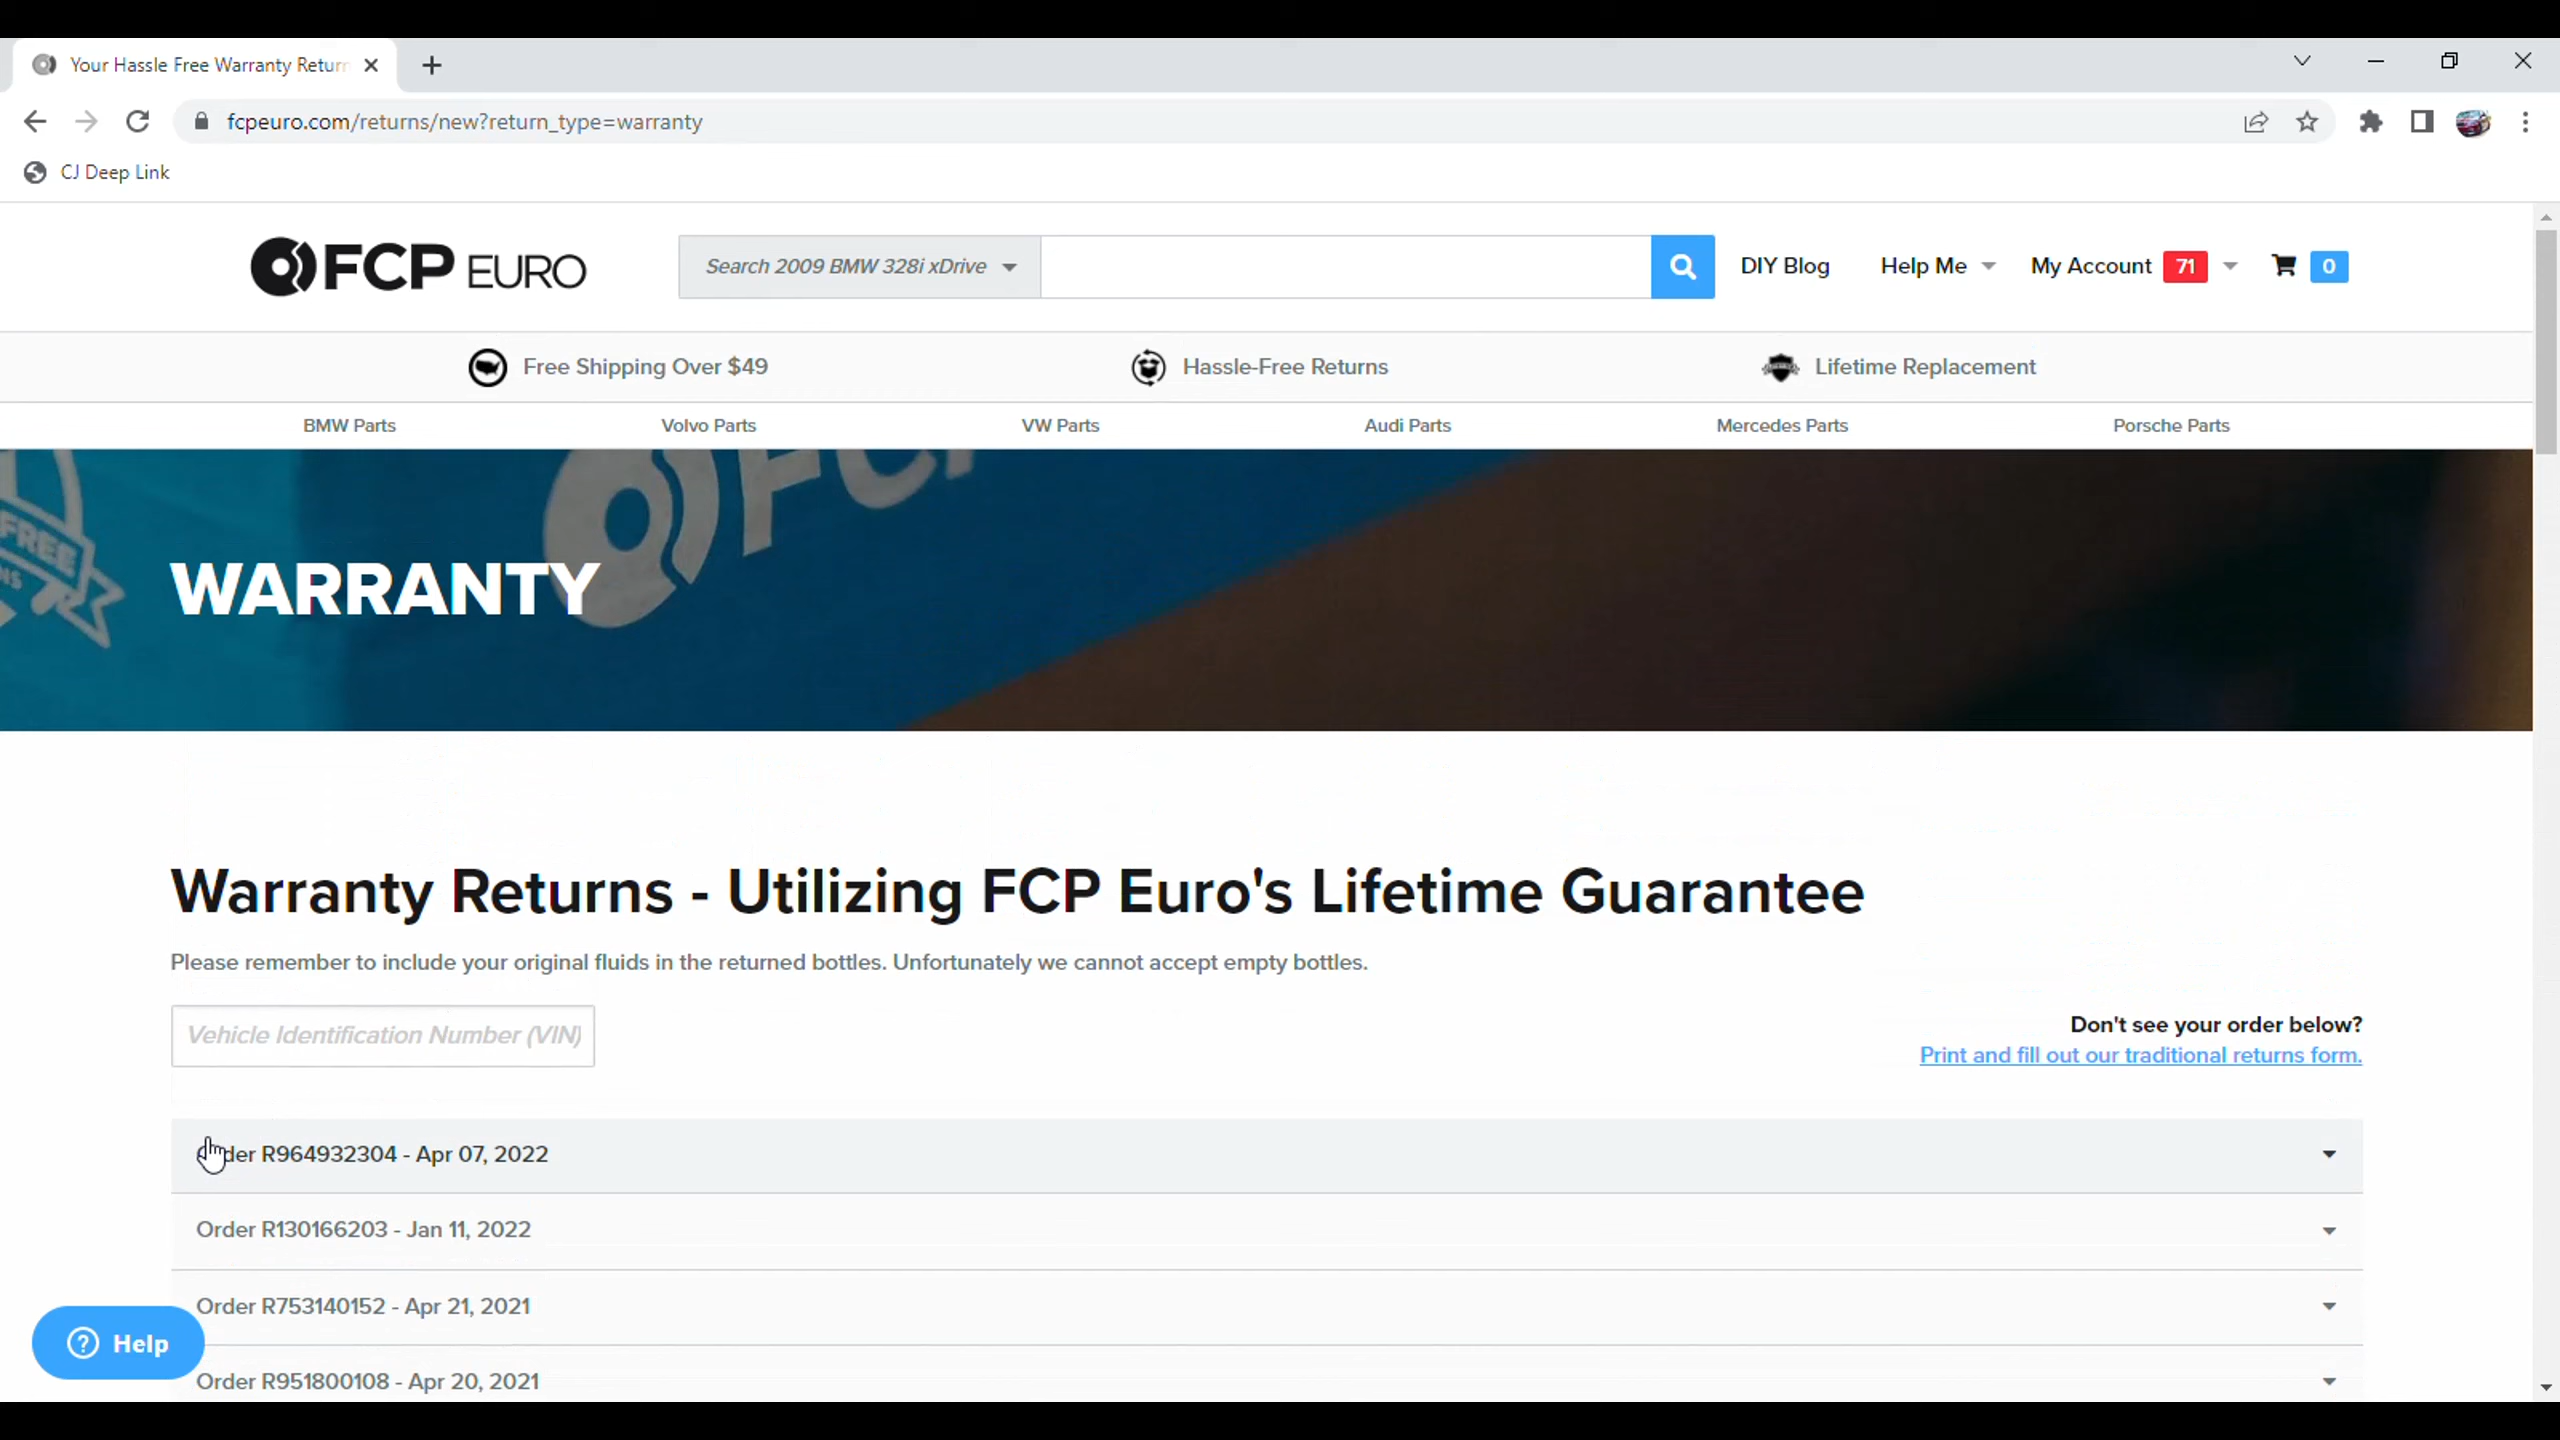 Your Hassle Free Warranty Return
fcpeuro.com/returns/new?return_type=warranty
CJ Deep Link
FCP EURO
Search 2009 BMW 328i xDrive
DIY Blog
Help Me
My Account 71
0
Free Shipping Over $49
Hassle-Free Returns
Lifetime Replacement
BMW Parts
Volvo Parts
VW Parts
Audi Parts
Mercedes Parts
Porsche Parts
FREE
WARRANTY
Warranty Returns - Utilizing FCP Euro's Lifetime Guarantee
Please remember to include your original fluids in the returned bottles. Unfortunately we cannot accept empty bottles.
Vehicle Identification Number (VIN)
Don't see your order below?
Print and fill out our traditional returns form.
Order R964932304 - Apr 07, 2022
Order R130166203 - Jan 11, 2022
Order R753140152 - Apr 21, 2021
Order R951800108 - Apr 20, 2021
Help